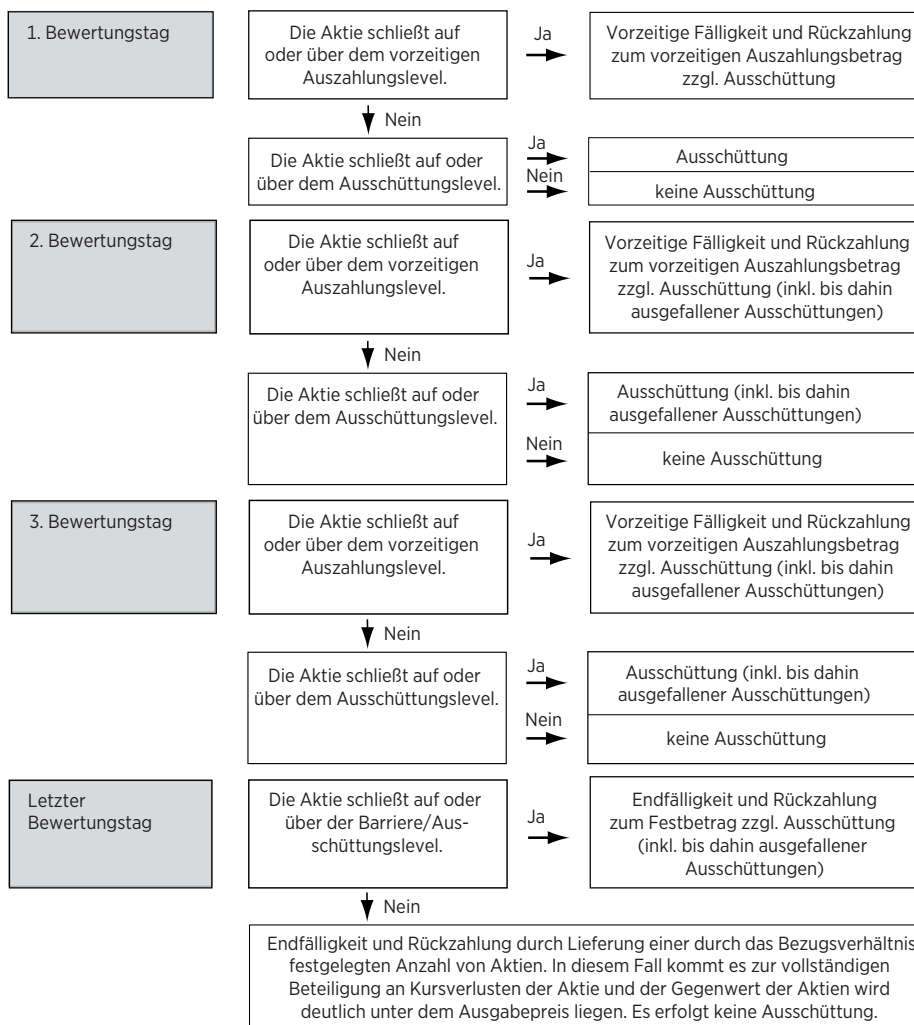 1. Bewertungstag
Die Aktie schließt auf
oder über dem vorzeitigen
Auszahlungslevel.
Ja
Vorzeitige Fälligkeit und Rückzahlung
zum vorzeitigen Auszahlungsbetrag
zzgl. Ausschüttung
Nein
Die Aktie schließt auf oder
über dem Ausschüttungslevel.
Ja
Ausschüttung
Nein
keine Ausschüttung
2. Bewertungstag
Die Aktie schließt auf
oder über dem vorzeitigen
Auszahlungslevel.
Ja
Vorzeitige Fälligkeit und Rückzahlung
zum vorzeitigen Auszahlungsbetrag
zzgl. Ausschüttung (inkl. bis dahin
ausgefallener Ausschüttungen)
Nein
Die Aktie schließt auf oder
über dem Ausschüttungslevel.
Ja
Ausschüttung (inkl. bis dahin
ausgefallener Ausschüttungen)
Nein
keine Ausschüttung
3. Bewertungstag
Die Aktie schließt auf
oder über dem vorzeitigen
Auszahlungslevel.
Ja
Vorzeitige Fälligkeit und Rückzahlung
zum vorzeitigen Auszahlungsbetrag
zzgl. Ausschüttung (inkl. bis dahin
ausgefallener Ausschüttungen)
Nein
Die Aktie schließt auf oder
über dem Ausschüttungslevel.
Ja
Ausschüttung (inkl. bis dahin
ausgefallener Ausschüttungen)
Nein
keine Ausschüttung
Letzter
Bewertungstag
Die Aktie schließt auf oder
über der Barriere/Aus-
schüttungslevel.
Ja
Endfälligkeit und Rückzahlung
zum Festbetrag zzgl. Ausschüttung
(inkl. bis dahin ausgefallener
Ausschüttungen)
Nein
Endfälligkeit und Rückzahlung durch Lieferung einer durch das Bezugsverhältnis
festgelegten Anzahl von Aktien. In diesem Fall kommt es zur vollständigen
Beteiligung an Kursverlusten der Aktie und der Gegenwert der Aktien wird
deutlich unter dem Ausgabepreis liegen. Es erfolgt keine Ausschüttung.